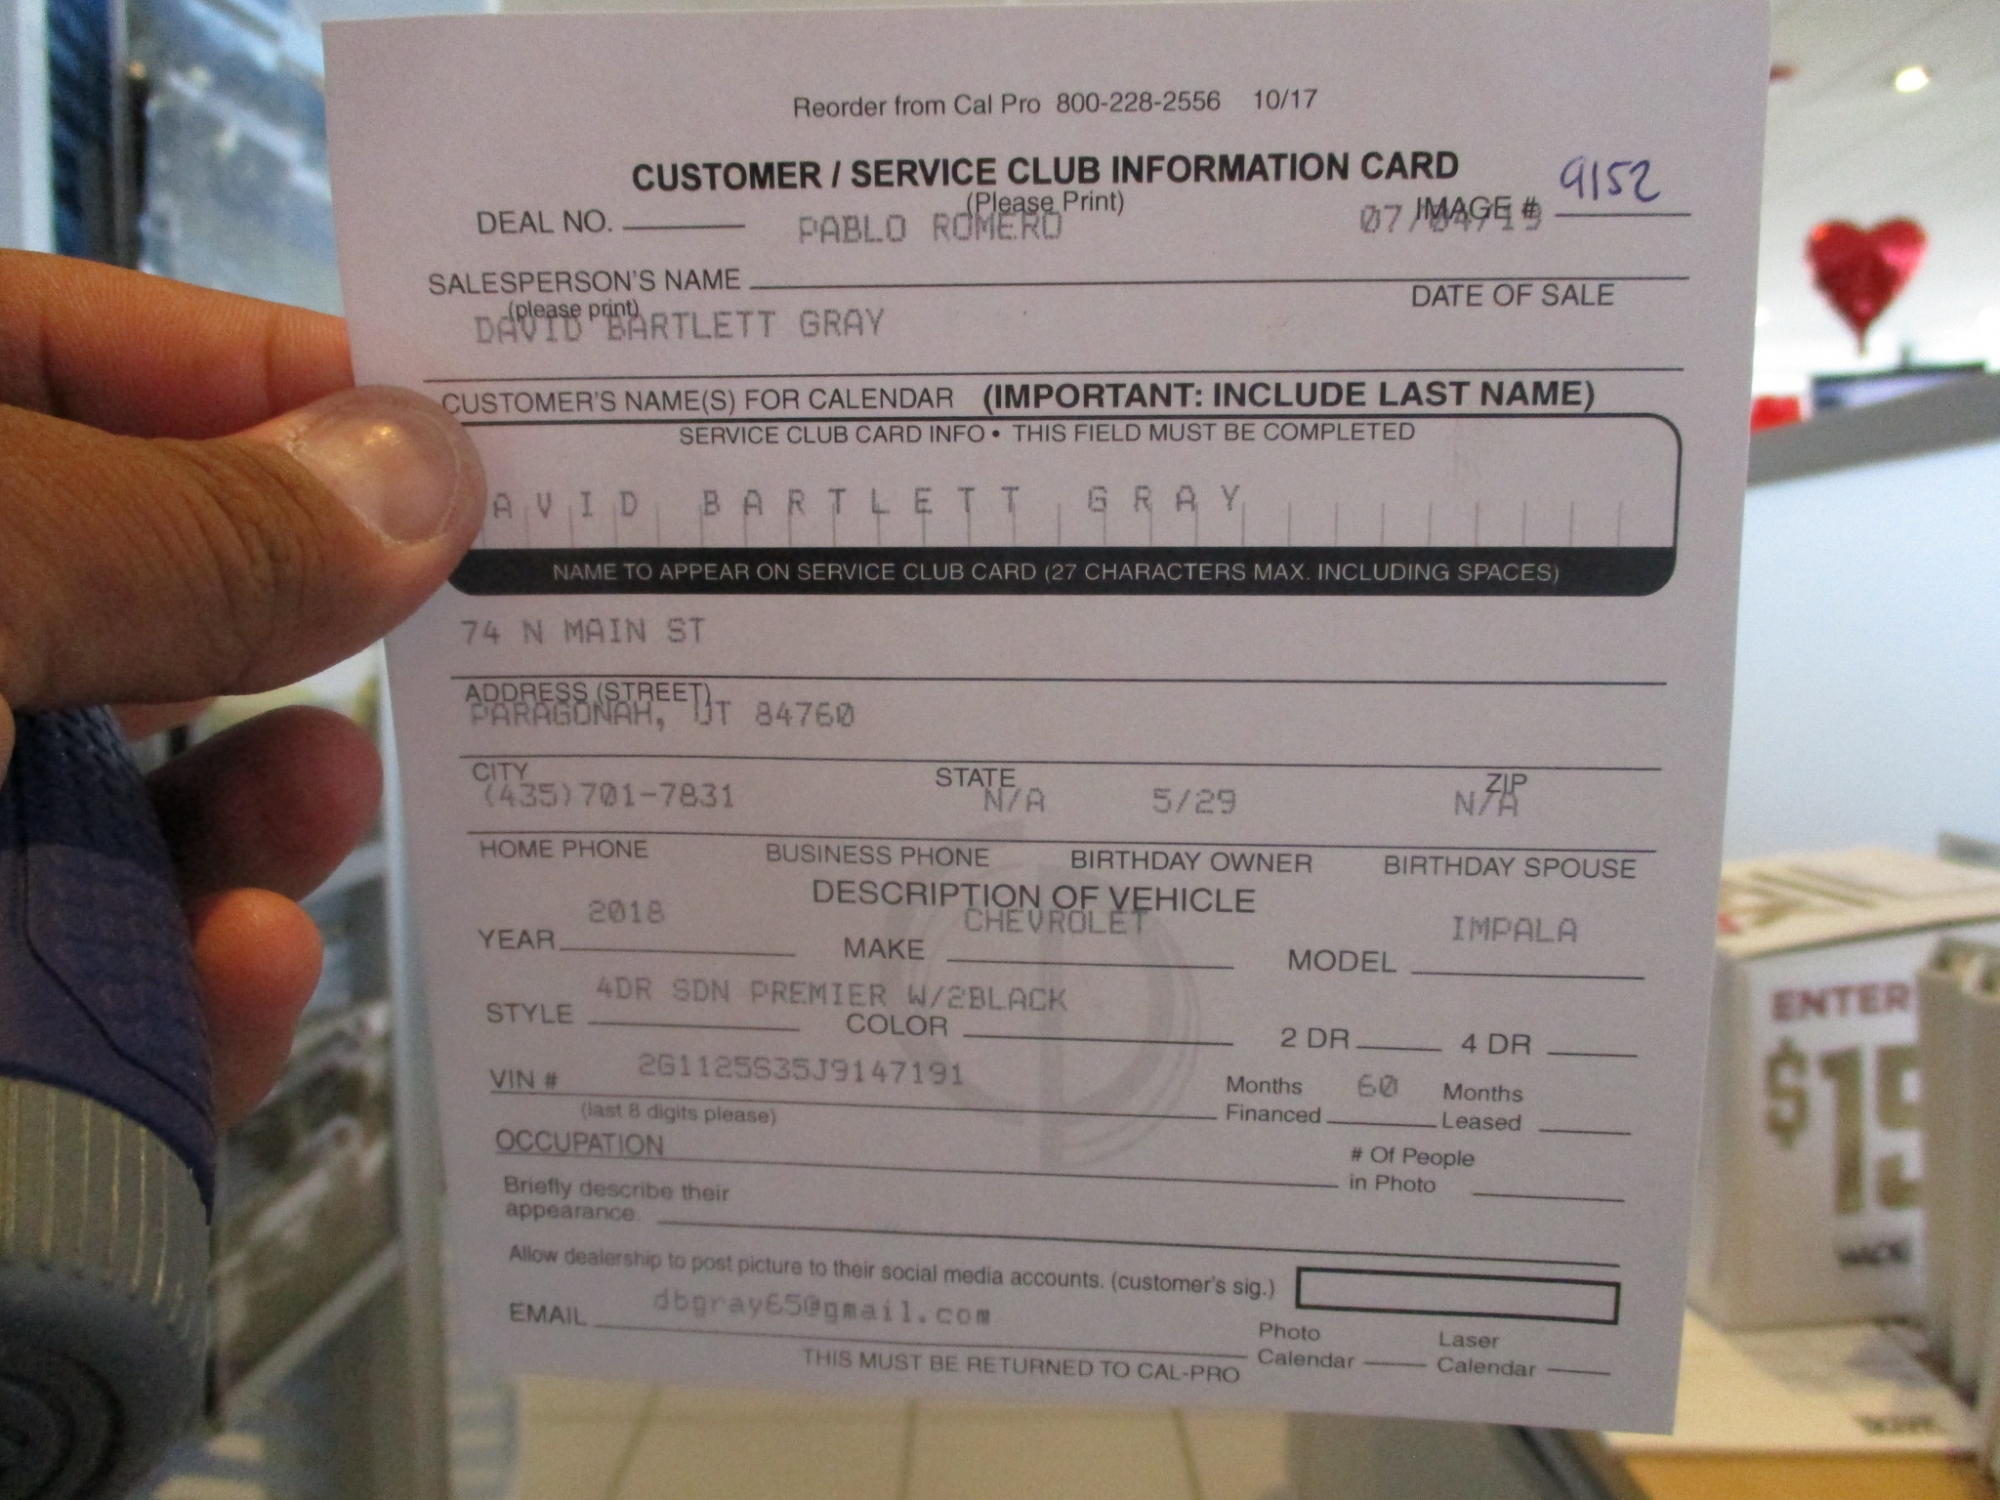 Reorder from Cal Pro 800-228-2556 10/17
CUSTOMER / SERVICE CLUB INFORMATION CARD
(Please Print)
9152
DEAL NO. PABLO ROMERO 07/04/19 IMAGE #
SALESPERSON'S NAME DATE OF SALE
(please print)
DAVID BARTLETT GRAY
CUSTOMER'S NAME(S) FOR CALENDAR (IMPORTANT: INCLUDE LAST NAME)
SERVICE CLUB CARD INFO • THIS FIELD MUST BE COMPLETED
AVID BARTLETT GRAY
NAME TO APPEAR ON SERVICE CLUB CARD (27 CHARACTERS MAX. INCLUDING SPACES)
74 N MAIN ST
ADDRESS (STREET)
PARAGONAH, UT 84760
CITY STATE ZIP
(435)701-7831 N/A 5/29 N/A
HOME PHONE BUSINESS PHONE BIRTHDAY OWNER BIRTHDAY SPOUSE
DESCRIPTION OF VEHICLE
YEAR 2018 MAKE CHEVROLET MODEL IMPALA
STYLE 4DR SDN PREMIER W/2BLACK COLOR 2 DR 4 DR
VIN # 2G1125S35J9147191 Months Financed 60 Months Leased
(last 8 digits please)
OCCUPATION # Of People in Photo
Briefly describe their
appearance.
Allow dealership to post picture to their social media accounts. (customer's sig.)
EMAIL dbgray65@gmail.com Photo Calendar Laser Calendar
THIS MUST BE RETURNED TO CAL-PRO
ENTER
$15